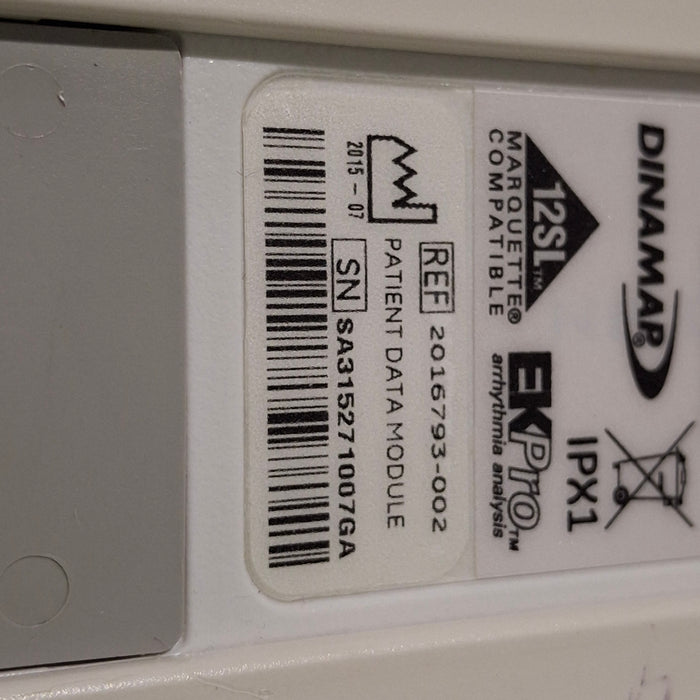 DINAMAP®
12SL™
MARQUETTE®
COMPATIBLE
EK Pro™
arrhythmia analysis
IPX1
REF 2016793-002
PATIENT DATA MODULE
2015-07
SN SA315271007GA